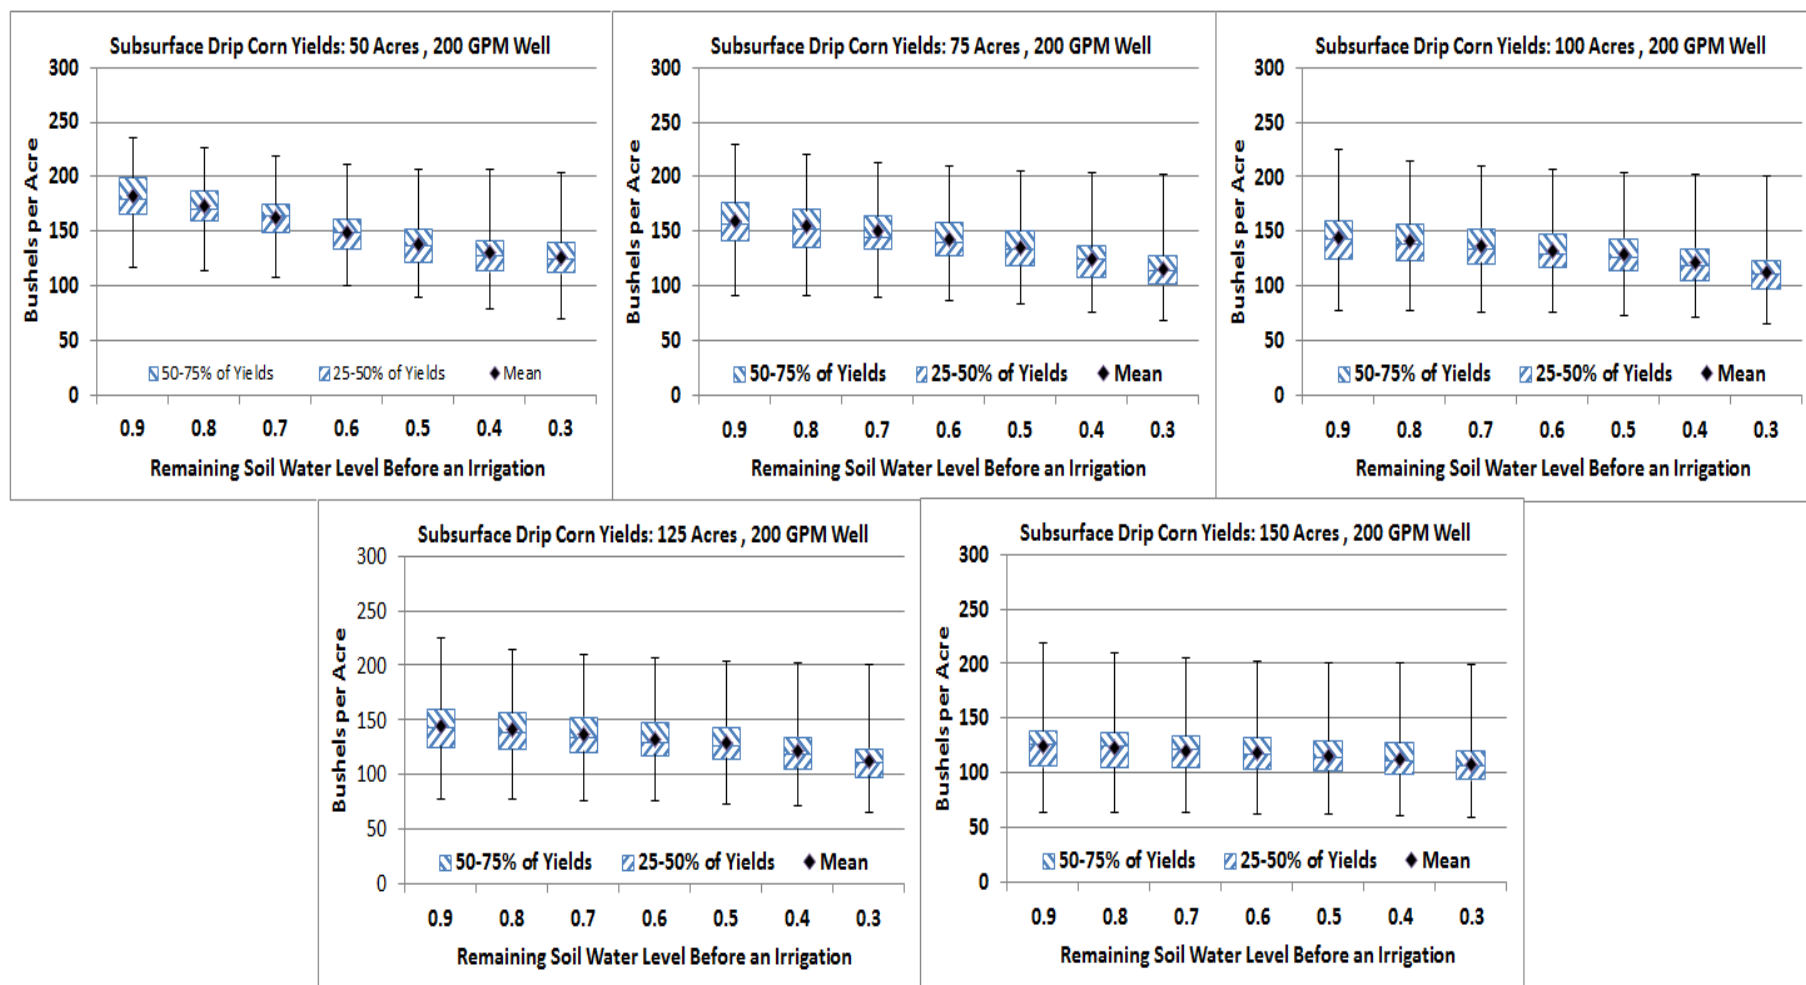 Subsurface Drip Corn Yields: 50 Acres , 200 GPM Well
300
250
200
150
100
50
0
Bushels per Acre
50-75% of Yields 25-50% of Yields Mean
0.9 0.8 0.7 0.6 0.5 0.4 0.3
Remaining Soil Water Level Before an Irrigation
Subsurface Drip Corn Yields: 75 Acres , 200 GPM Well
300
250
200
150
100
50
0
Bushels per Acre
50-75% of Yields 25-50% of Yields Mean
0.9 0.8 0.7 0.6 0.5 0.4 0.3
Remaining Soil Water Level Before an Irrigation
Subsurface Drip Corn Yields: 100 Acres , 200 GPM Well
300
250
200
150
100
50
0
Bushels per Acre
50-75% of Yields 25-50% of Yields Mean
0.9 0.8 0.7 0.6 0.5 0.4 0.3
Remaining Soil Water Level Before an Irrigation
Subsurface Drip Corn Yields: 125 Acres , 200 GPM Well
300
250
200
150
100
50
0
Bushels per Acre
50-75% of Yields 25-50% of Yields Mean
0.9 0.8 0.7 0.6 0.5 0.4 0.3
Remaining Soil Water Level Before an Irrigation
Subsurface Drip Corn Yields: 150 Acres , 200 GPM Well
300
250
200
150
100
50
0
Bushels per Acre
50-75% of Yields 25-50% of Yields Mean
0.9 0.8 0.7 0.6 0.5 0.4 0.3
Remaining Soil Water Level Before an Irrigation